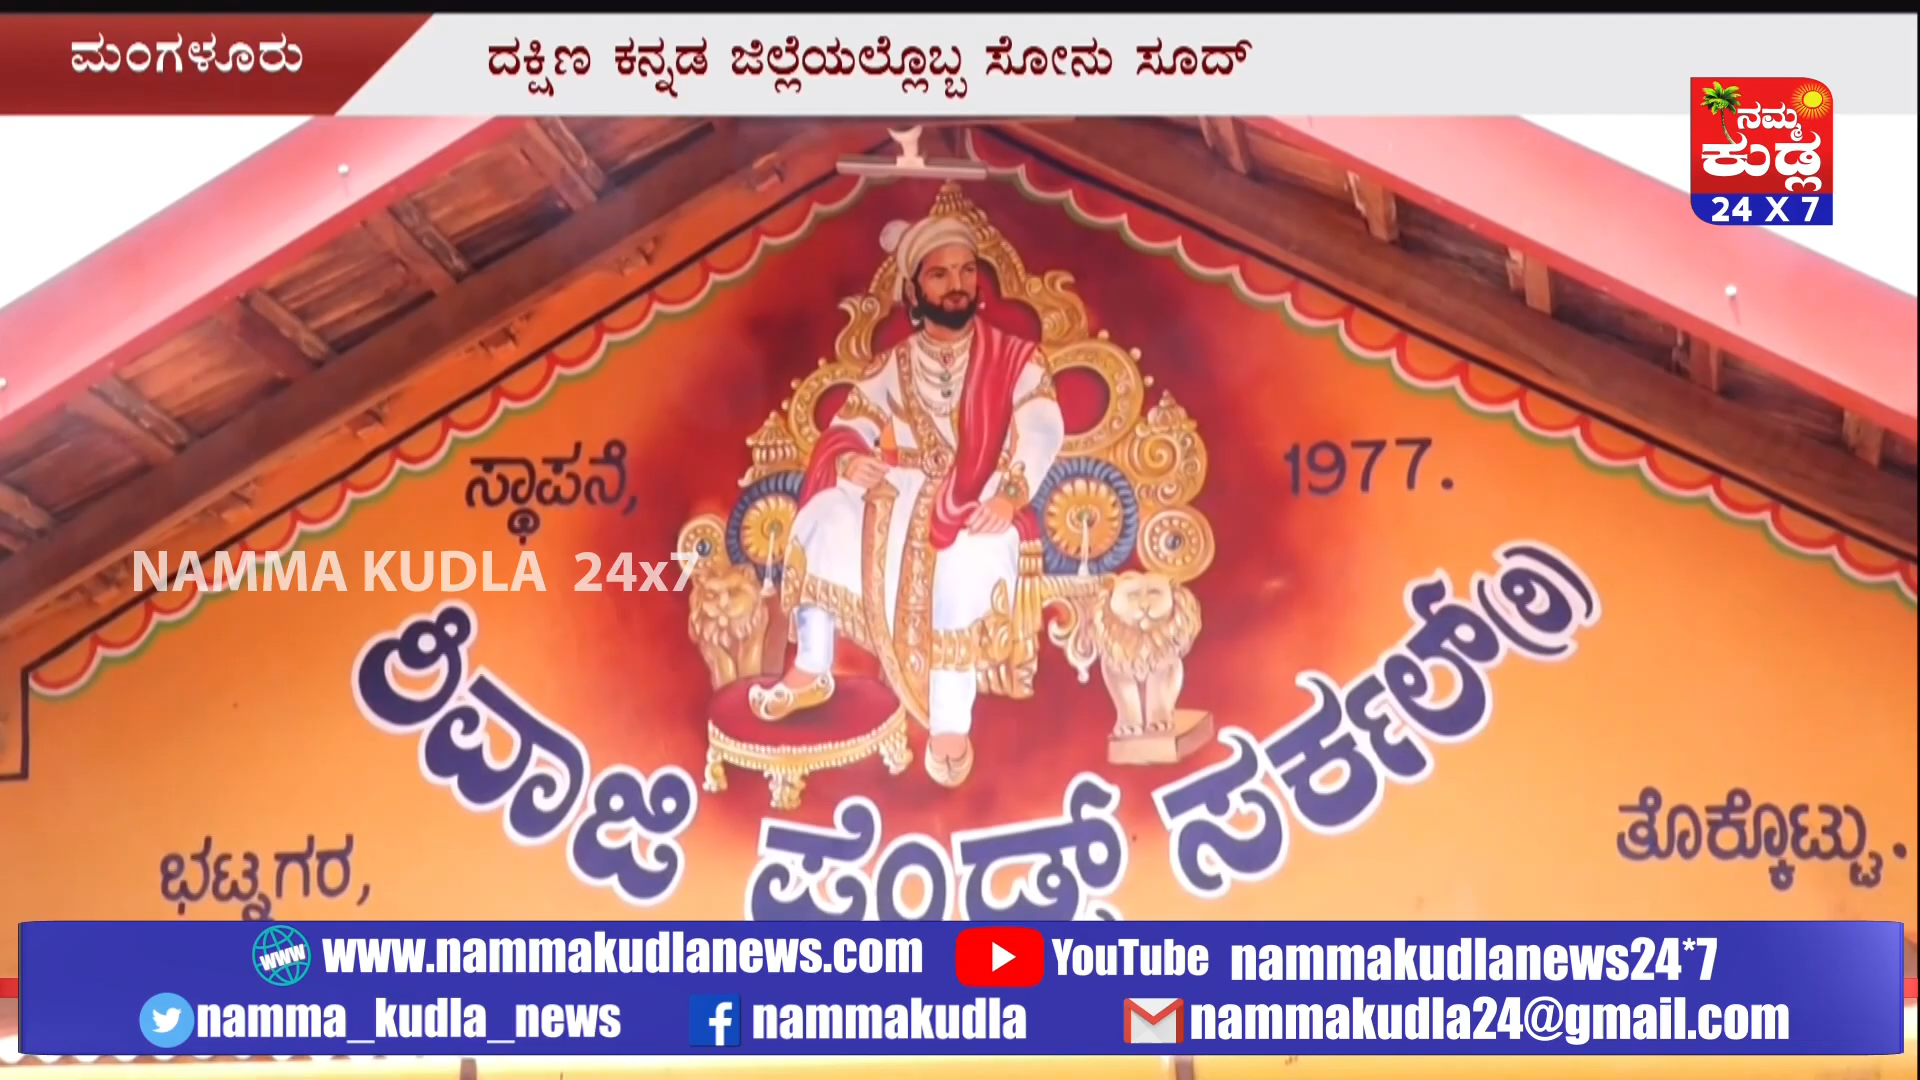 ಮಂಗಳೂರು
ದಕ್ಷಿಣ ಕನ್ನಡ ಜಿಲ್ಲೆಯಲ್ಲೊಬ್ಬ ಸೋನು ಸೂದ್
ನಮ್ಮ
ಕುಡ್ಲ
24 X 7
ಸ್ಥಾಪನೆ, 1977.
NAMMA KUDLA 24x7
ಶಿವಾಜಿ ಫ್ರೆಂಡ್ಸ್ ಸರ್ಕಲ್(ರಿ)
ಭಟ್ನಗರ, ತೊಕ್ಕೊಟ್ಟು.
www.nammakudlanews.com YouTube nammakudlanews24*7
namma_kudla_news nammakudla nammakudla24@gmail.com